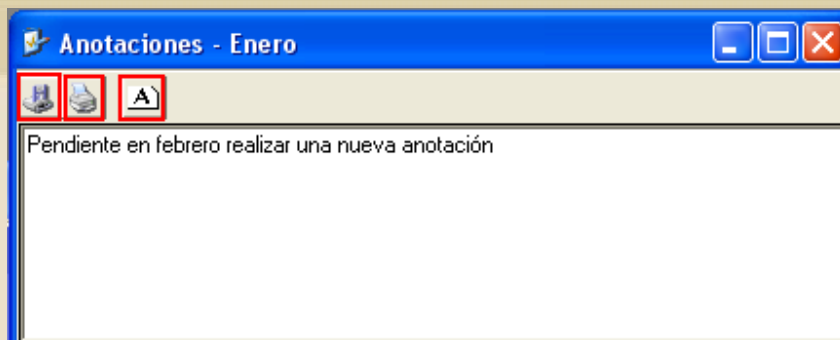 Anotaciones - Enero
A
Pendiente en febrero realizar una nueva anotación